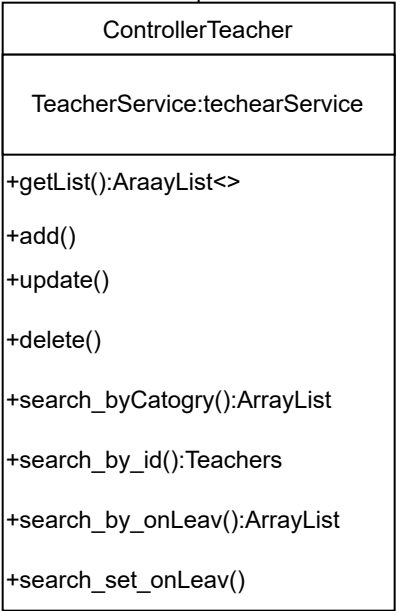 ControllerTeacher
TeacherService:techearService
+getList():AraayList<>
+add()
+update()
+delete()
+search_byCatogry():ArrayList
+search_by_id():Teachers
+search_by_onLeav():ArrayList
+search_set_onLeav()